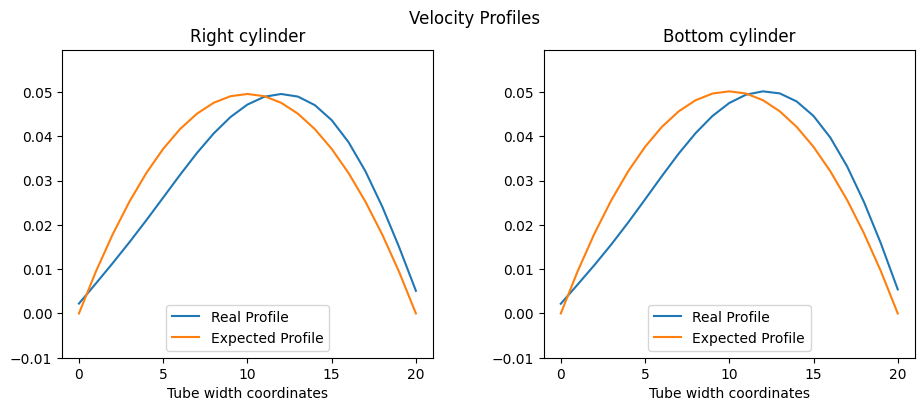 Velocity Profiles
Right cylinder
0.05
0.04
0.03
0.02
0.01
0.00
−0.01
0 5 10 15 20
Real Profile
Expected Profile
Tube width coordinates
Bottom cylinder
0.05
0.04
0.03
0.02
0.01
0.00
−0.01
0 5 10 15 20
Real Profile
Expected Profile
Tube width coordinates